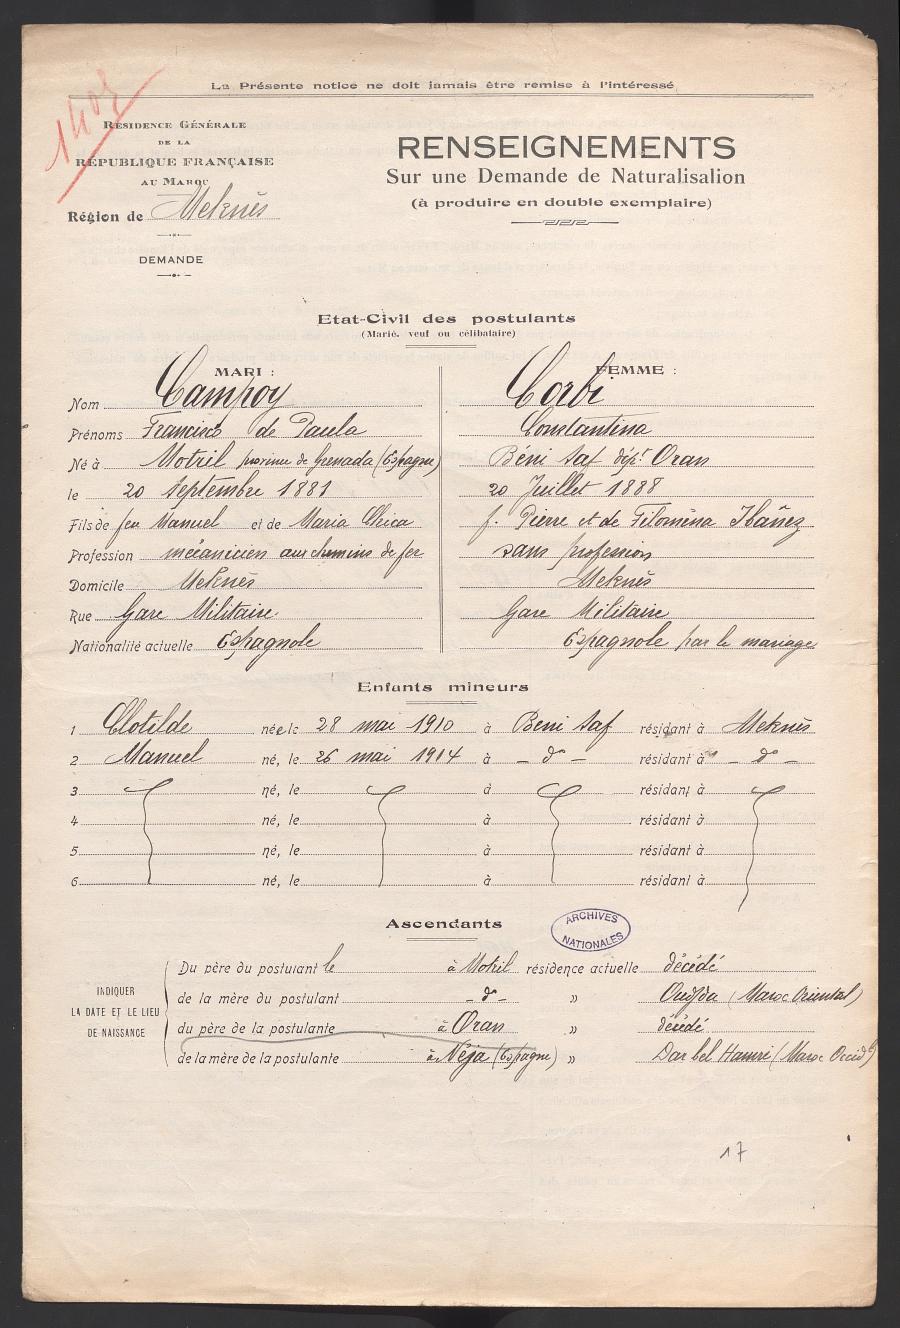 La Présente notice ne doit jamais être remise à l'intéressé
RÉSIDENCE GÉNÉRALE
DE LA
RÉPUBLIQUE FRANÇAISE
AU MAROC
Région de Meknès
DEMANDE
RENSEIGNEMENTS
Sur une Demande de Naturalisation
(à produire en double exemplaire)
Etat-Civil des postulants
(Marié, veuf ou célibataire)
MARI :
Nom Campoy
Prénoms Francisco de Paula
Né à Motril province de Grenada (Espagne)
le 20 Septembre 1881
Fils de feu Manuel et de Maria Chica
Profession mécanicien aux chemins de fer
Domicile Meknès
Rue Gare Militaire
Nationalité actuelle Espagnole
FEMME :
Corbi
Constantina
Beni Saf dépt Oran
20 Juillet 1888
f. Pierre et de Filomèna Ibañez
sans profession
Meknès
Gare Militaire
Espagnole par le mariage
Enfants mineurs
1 Clotilde née le 28 mai 1910 à Beni Saf résidant à Meknès
2 Manuel né, le 26 mai 1914 à - do - résidant à - do -
3 né, le à résidant à
4 né, le à résidant à
5 né, le à résidant à
6 né, le à résidant à
Ascendants
ARCHIVES
NATIONALES
INDIQUER
LA DATE ET LE LIEU
DE NAISSANCE
Du père du postulant le à Motril résidence actuelle décédé
de la mère du postulant - do - » Oudjda (Maroc Oriental)
du père de la postulante à Oran » décédé
de la mère de la postulante à Néja (Espagne) » Dar bel Hamri (Maroc Occidl)
17